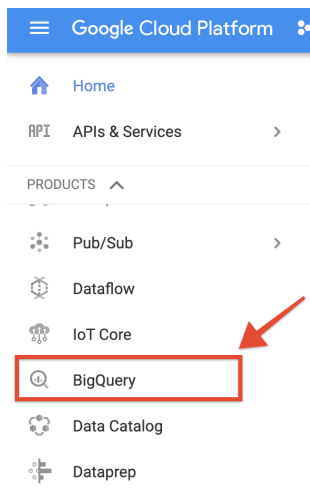 Google Cloud Platform
Home
API APIs & Services
PRODUCTS
Pub/Sub
Dataflow
IoT Core
BigQuery
Data Catalog
Dataprep